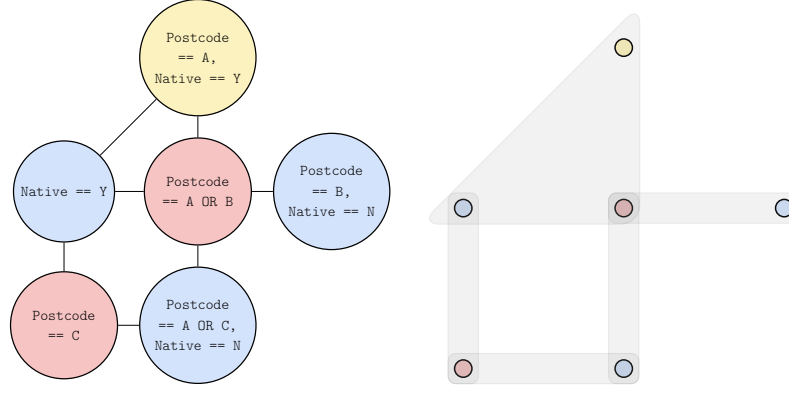 Postcode
== A,
Native == Y
Native == Y
Postcode
== A OR B
Postcode
== B,
Native == N
Postcode
== C
Postcode
== A OR C,
Native == N